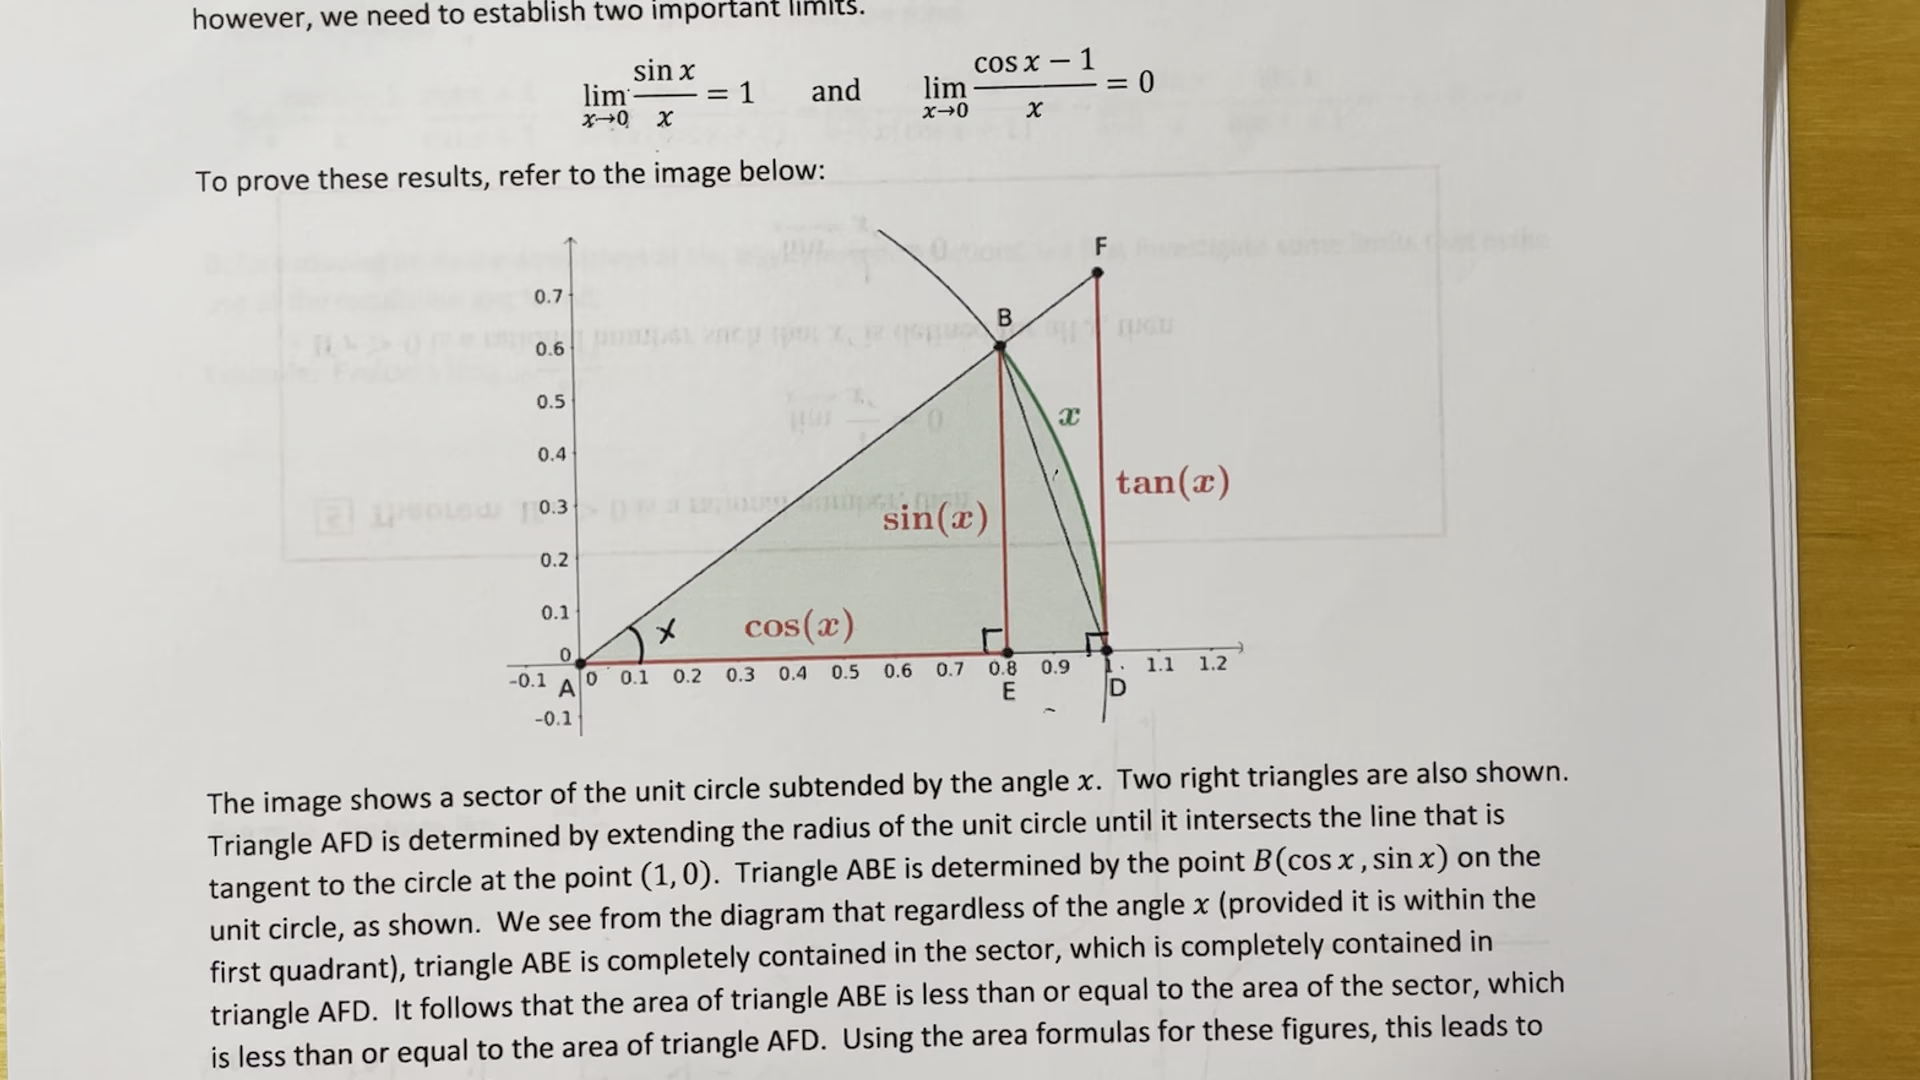 however, we need to establish two important limits.
lim x→0 sin x / x = 1 and lim x→0 cos x − 1 / x = 0
To prove these results, refer to the image below:
F
0.7
B
0.6
0.5
x
0.4
tan(x)
0.3
sin(x)
0.2
0.1
x
cos(x)
0
-0.1 A 0 0.1 0.2 0.3 0.4 0.5 0.6 0.7 0.8 0.9 1 1.1 1.2
E D
-0.1
The image shows a sector of the unit circle subtended by the angle x. Two right triangles are also shown.
Triangle AFD is determined by extending the radius of the unit circle until it intersects the line that is
tangent to the circle at the point (1, 0). Triangle ABE is determined by the point B(cos x , sin x) on the
unit circle, as shown. We see from the diagram that regardless of the angle x (provided it is within the
first quadrant), triangle ABE is completely contained in the sector, which is completely contained in
triangle AFD. It follows that the area of triangle ABE is less than or equal to the area of the sector, which
is less than or equal to the area of triangle AFD. Using the area formulas for these figures, this leads to